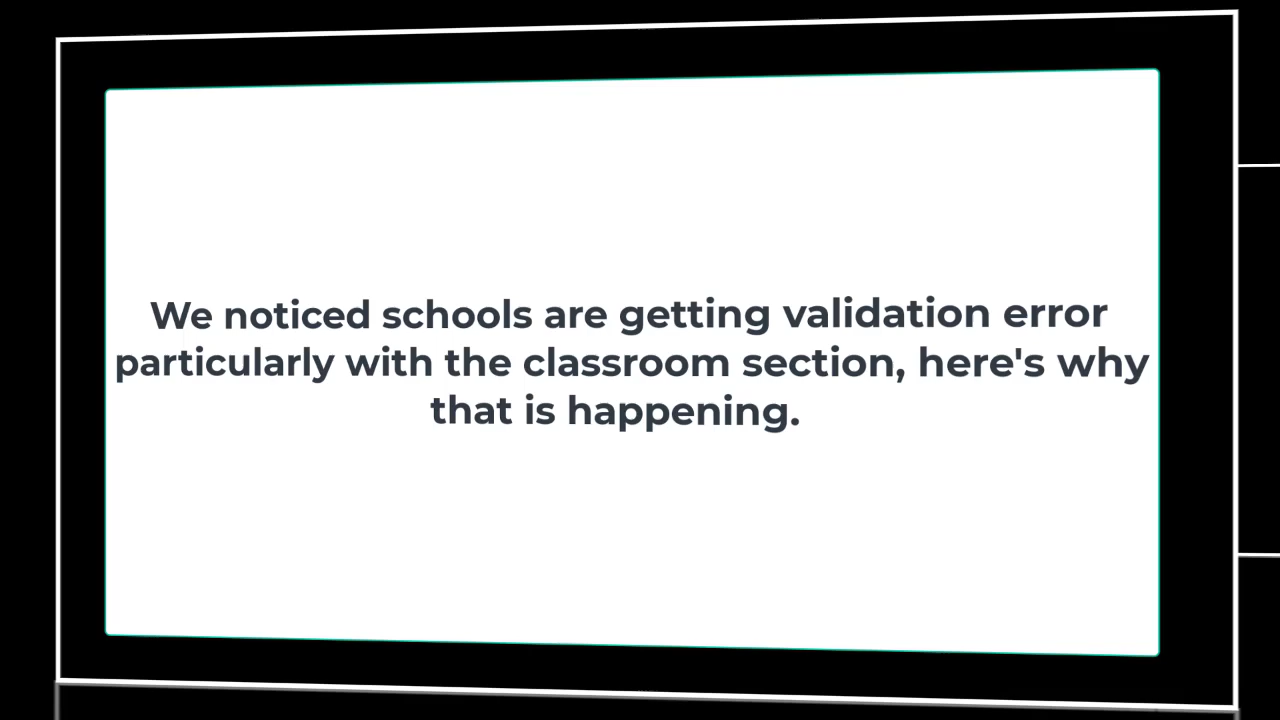 We noticed schools are getting validation error
particularly with the classroom section, here's why
that is happening.